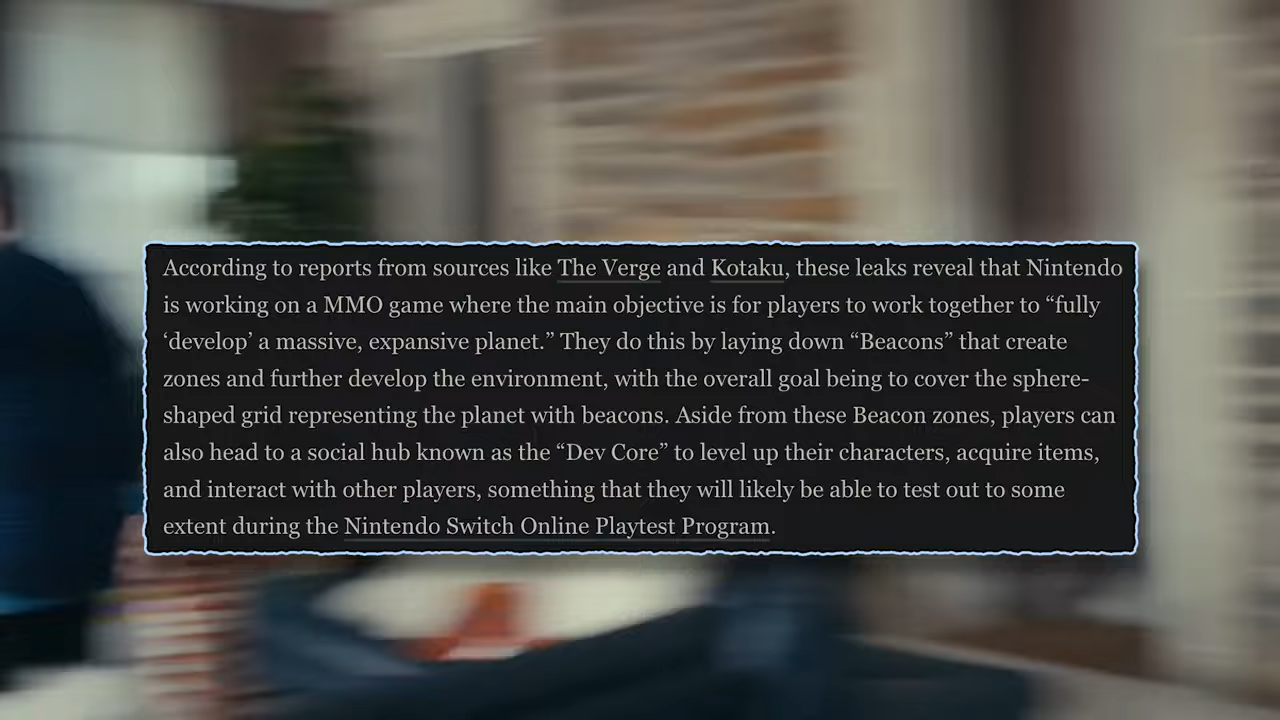 According to reports from sources like The Verge and Kotaku, these leaks reveal that Nintendo
is working on a MMO game where the main objective is for players to work together to “fully
‘develop’ a massive, expansive planet.” They do this by laying down “Beacons” that create
zones and further develop the environment, with the overall goal being to cover the sphere-
shaped grid representing the planet with beacons. Aside from these Beacon zones, players can
also head to a social hub known as the “Dev Core” to level up their characters, acquire items,
and interact with other players, something that they will likely be able to test out to some
extent during the Nintendo Switch Online Playtest Program.